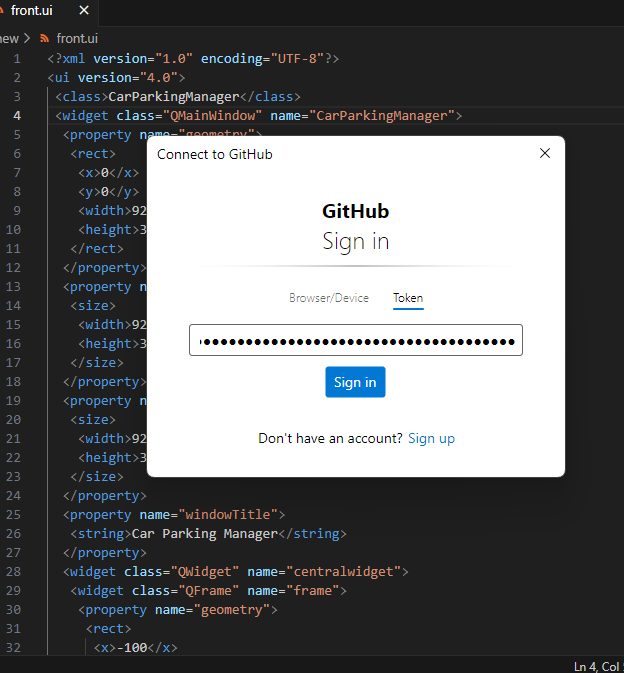 front.ui
new > front.ui
1 <?xml version="1.0" encoding="UTF-8"?>
2 <ui version="4.0">
3 <class>CarParkingManager</class>
4 <widget class="QMainWindow" name="CarParkingManager">
5 <property name="geometry">
6 <rect>
7 <x>0</x>
8 <y>0</y>
9 <width>92
10 <height>3
11 </rect>
12 </property>
13 <property n
14 <size>
15 <width>92
16 <height>3
17 </size>
18 </property>
19 <property n
20 <size>
21 <width>92
22 <height>3
23 </size>
24 </property>
25 <property name="windowTitle">
26 <string>Car Parking Manager</string>
27 </property>
28 <widget class="QWidget" name="centralwidget">
29 <widget class="QFrame" name="frame">
30 <property name="geometry">
31 <rect>
32 <x>-100</x>
Connect to GitHub
GitHub
Sign in
Browser/Device Token
Sign in
Don't have an account? Sign up
Ln 4, Col